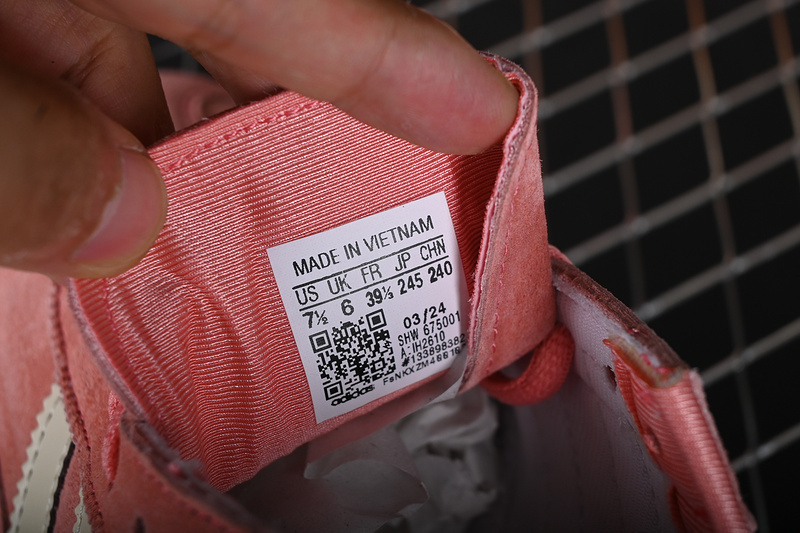 MADE IN VIETNAM
US UK FR JP CHN
7½ 6 39⅓ 245 240
03/24
SHW 675001
A:IH2610
adidas